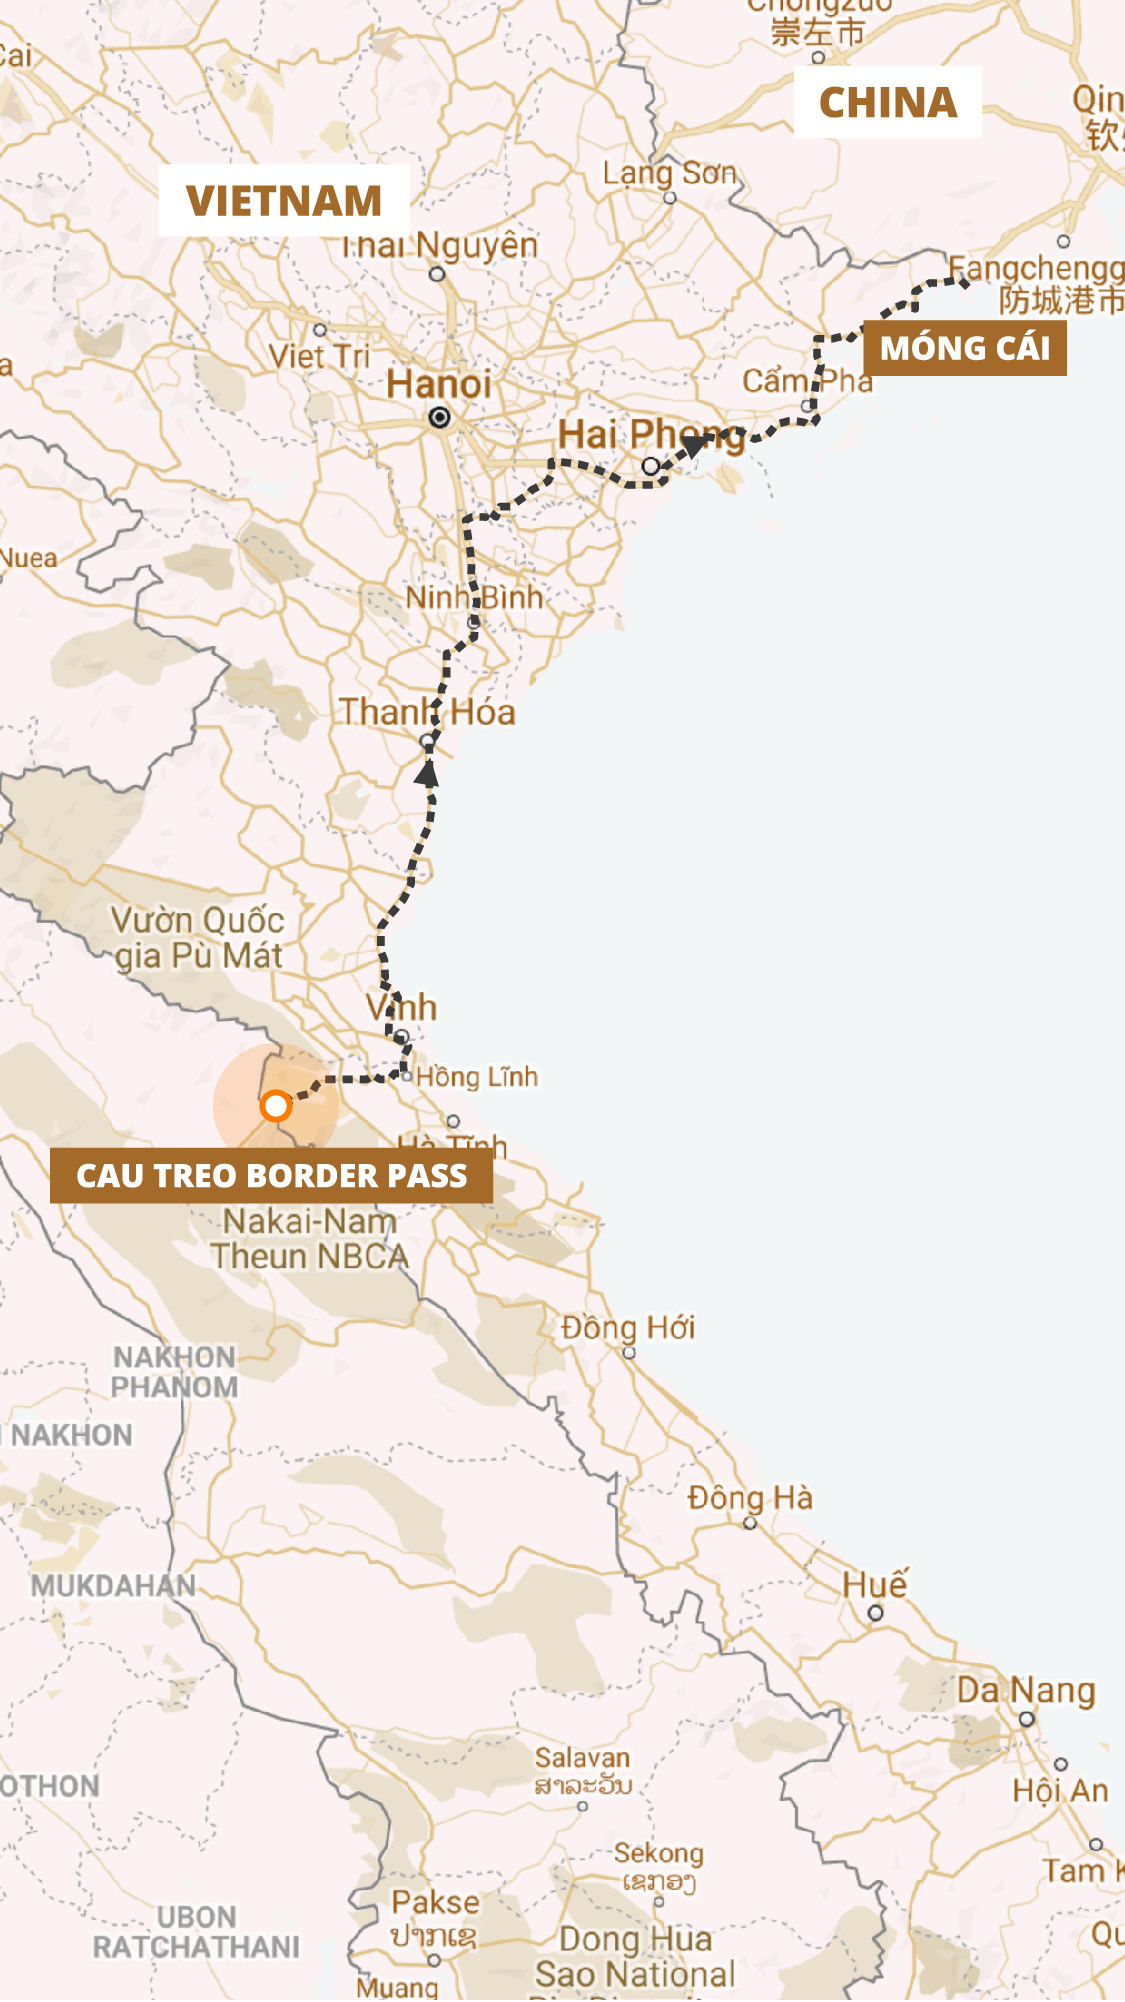 崇左市
CHINA
钦
Lạng Sơn
VIETNAM
Thai Nguyên
Fangchengg
防城港市
Viet Tri
MÓNG CÁI
Hanoi
Cẩm Phả
Hai Phong
Nuea
Ninh Bình
Thanh Hóa
Vườn Quốc
gia Pù Mát
Vinh
Hồng Lĩnh
Hà Tĩnh
CAU TREO BORDER PASS
Nakai-Nam
Theun NBCA
Đồng Hới
NAKHON
PHANOM
NAKHON
Đông Hà
MUKDAHAN
Huế
Da Nang
Salavan
ສາລະວັນ
OTHON
Hội An
Sekong
ເຊກອງ
Tam K
Pakse
ປາກເຊ
UBON
RATCHATHANI
Dong Hua
Sao National
Qu
Muang